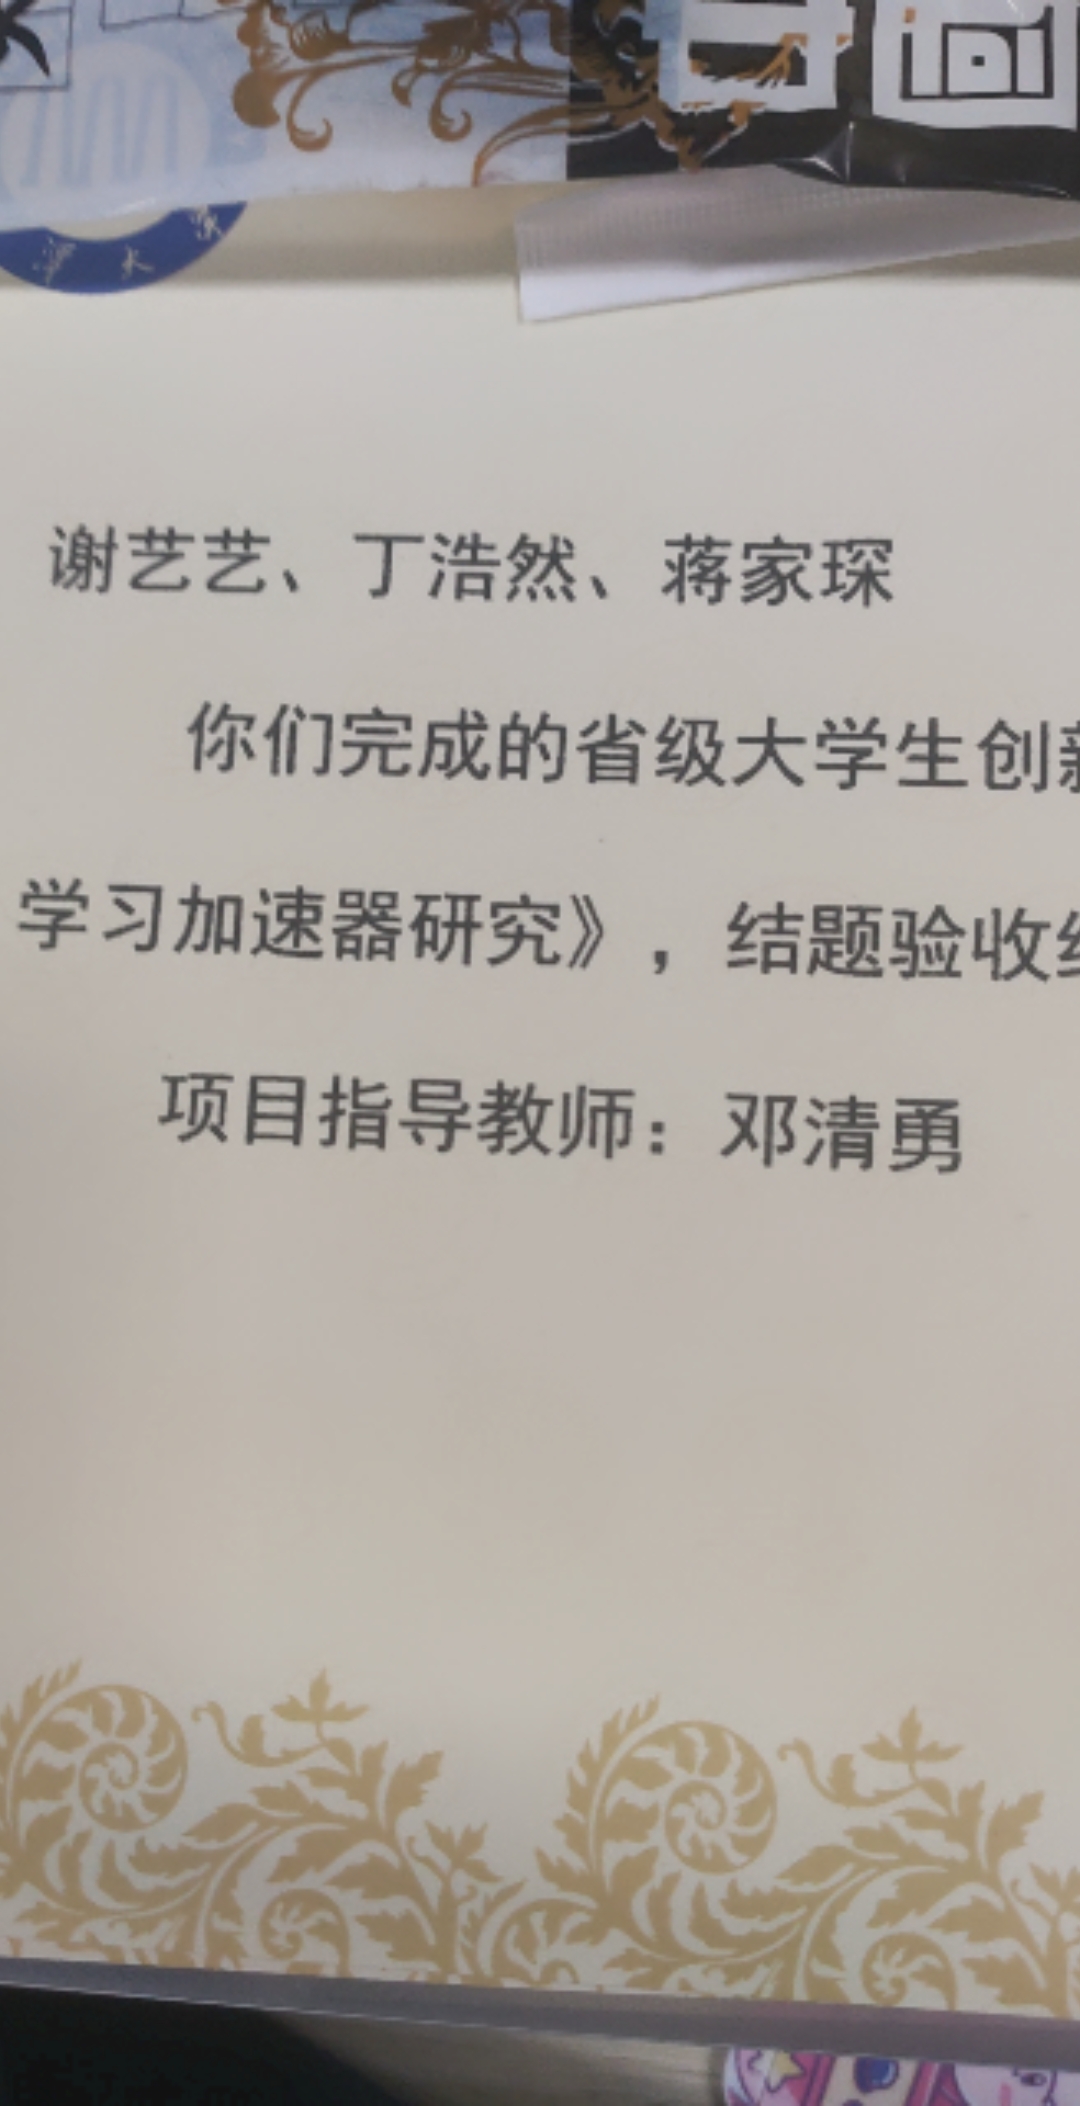 谢艺艺、丁浩然、蒋家琛
你们完成的省级大学生创新
学习加速器研究》，结题验收结
项目指导教师：邓清勇